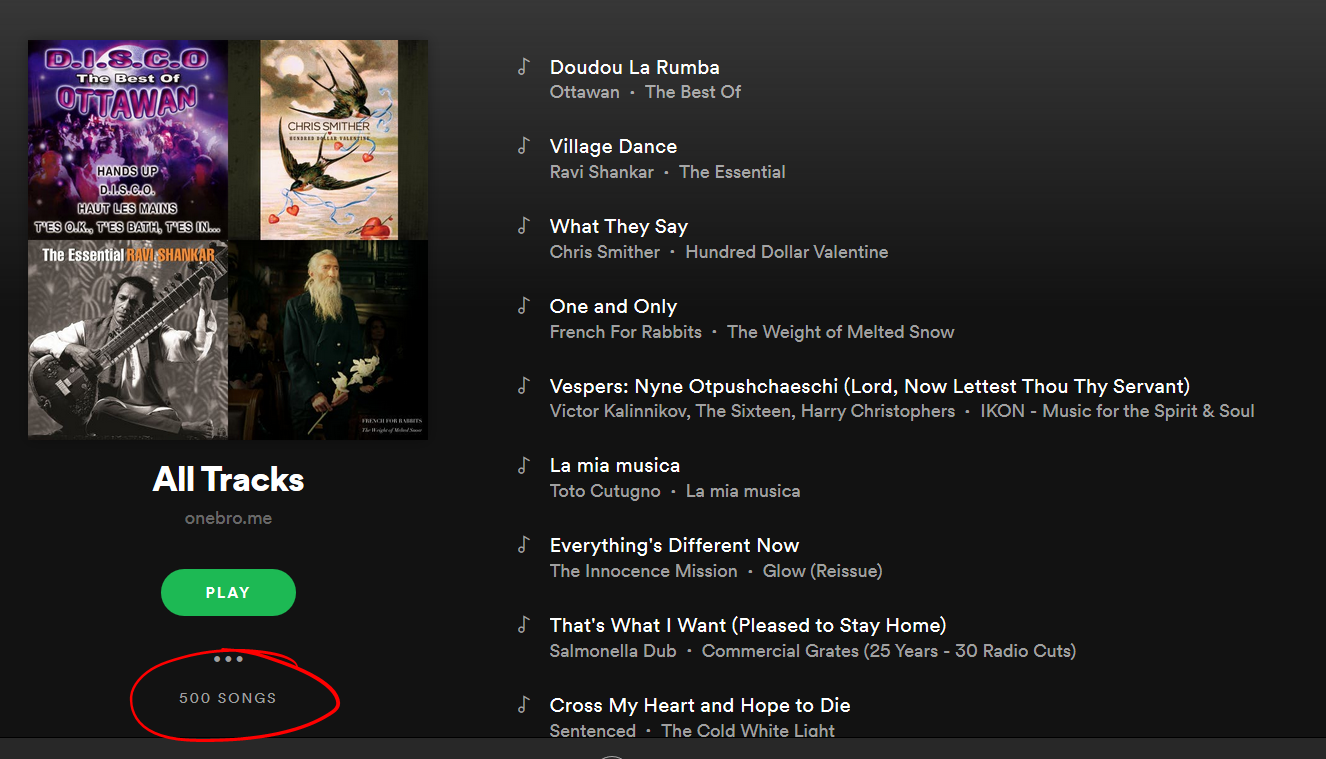 D.I.S.C.O
The Best Of
OTTAWAN
HANDS UP
D.I.S.C.O.
HAUT LES MAINS
T'ES O.K., T'ES BATH, T'ES IN...
CHRIS SMITHER
HUNDRED DOLLAR VALENTINE
The Essential RAVI SHANKAR
FRENCH FOR RABBITS
The Weight of Melted Snow
All Tracks
onebro.me
PLAY
500 SONGS
Doudou La Rumba
Ottawan · The Best Of
Village Dance
Ravi Shankar · The Essential
What They Say
Chris Smither · Hundred Dollar Valentine
One and Only
French For Rabbits · The Weight of Melted Snow
Vespers: Nyne Otpushchaeschi (Lord, Now Lettest Thou Thy Servant)
Victor Kalinnikov, The Sixteen, Harry Christophers · IKON - Music for the Spirit & Soul
La mia musica
Toto Cutugno · La mia musica
Everything's Different Now
The Innocence Mission · Glow (Reissue)
That's What I Want (Pleased to Stay Home)
Salmonella Dub · Commercial Grates (25 Years - 30 Radio Cuts)
Cross My Heart and Hope to Die
Sentenced · The Cold White Light